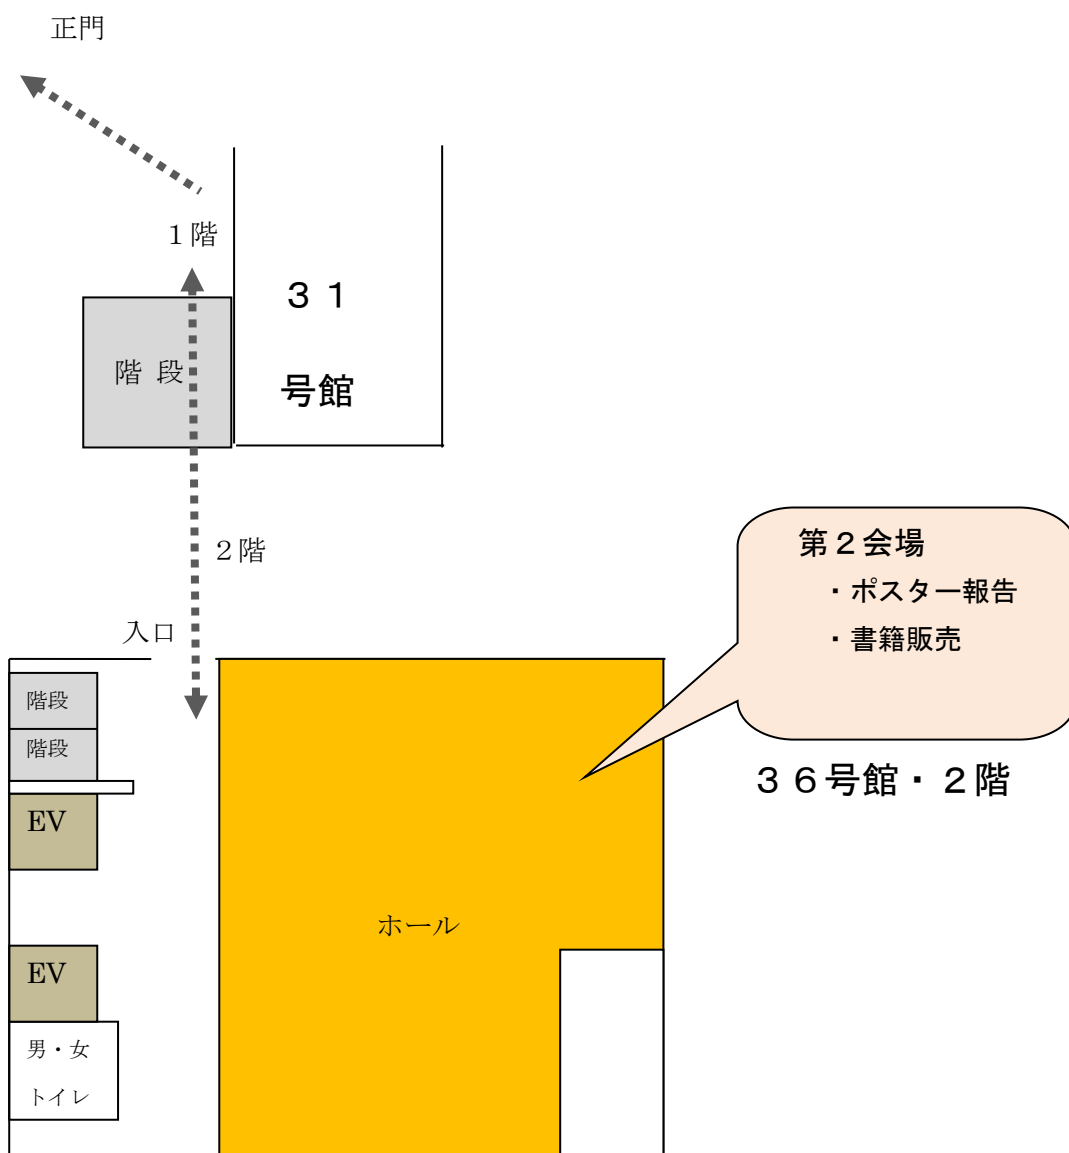 正門
１階
３１
号館
階 段
２階
入口
第２会場
・ポスター報告
・書籍販売
３６号館・２階
階段
階段
EV
ホール
EV
男・女
トイレ